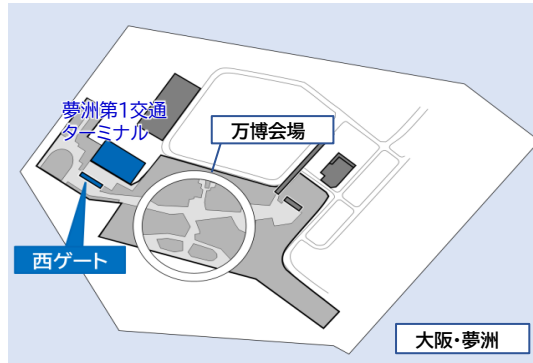 夢洲第1交通
ターミナル
万博会場
西ゲート
大阪・夢洲